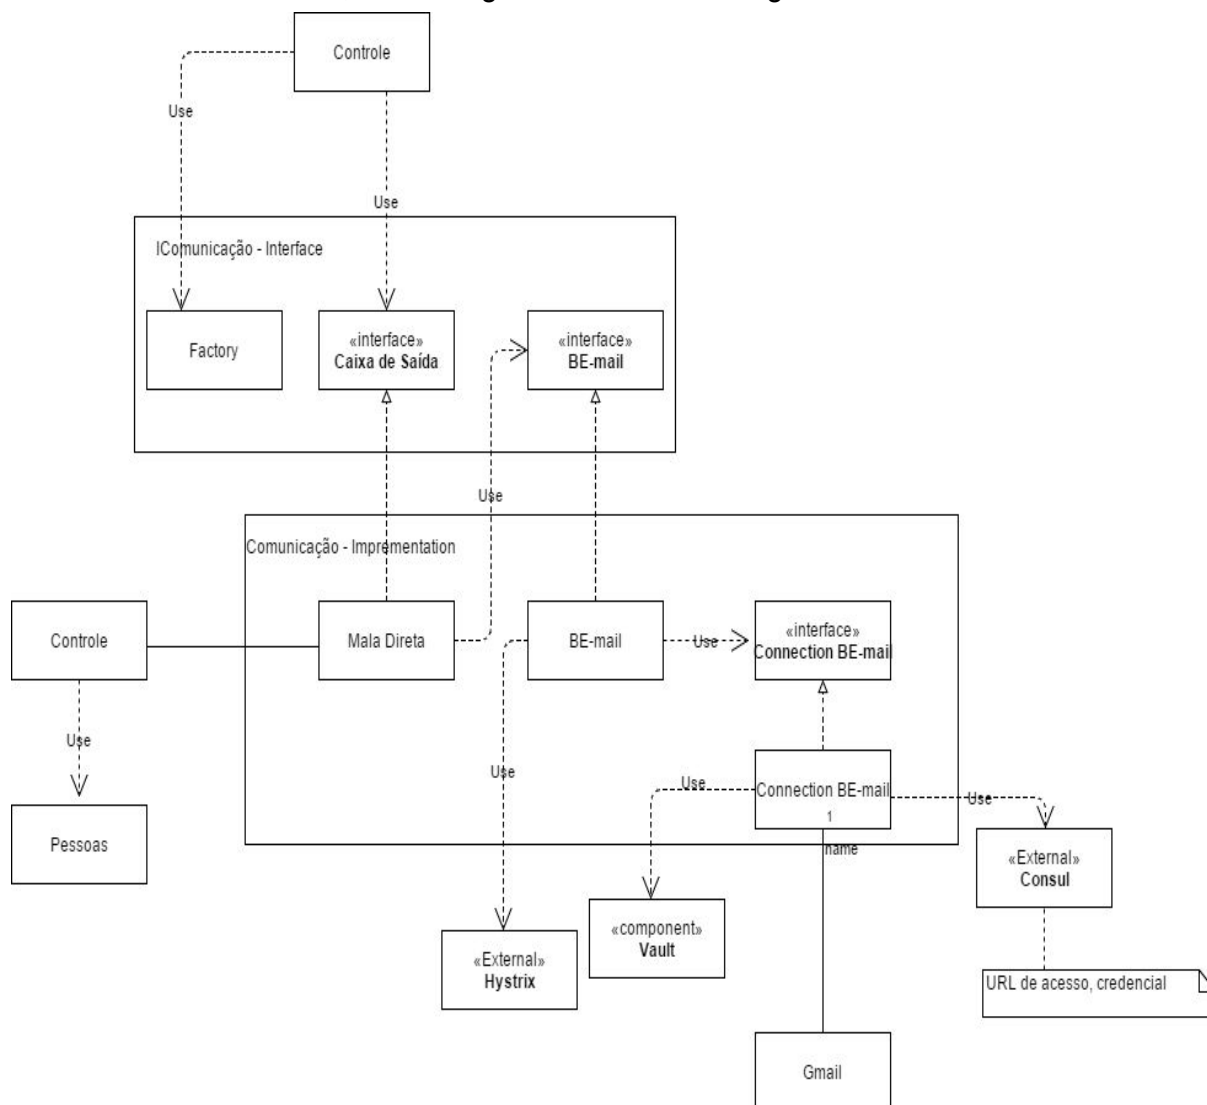 Controle
Use
Use
IComunicação - Interface
Factory
«interface»
Caixa de Saída
«interface»
BE-mail
Use
Comunicação - Imprementation
Controle
Mala Direta
BE-mail
Use
«interface»
Connection BE-mail
Use
Use
Use
Connection BE-mail
1
Use
name
Pessoas
«External»
Consul
«component»
Vault
«External»
Hystrix
URL de acesso, credencial
Gmail